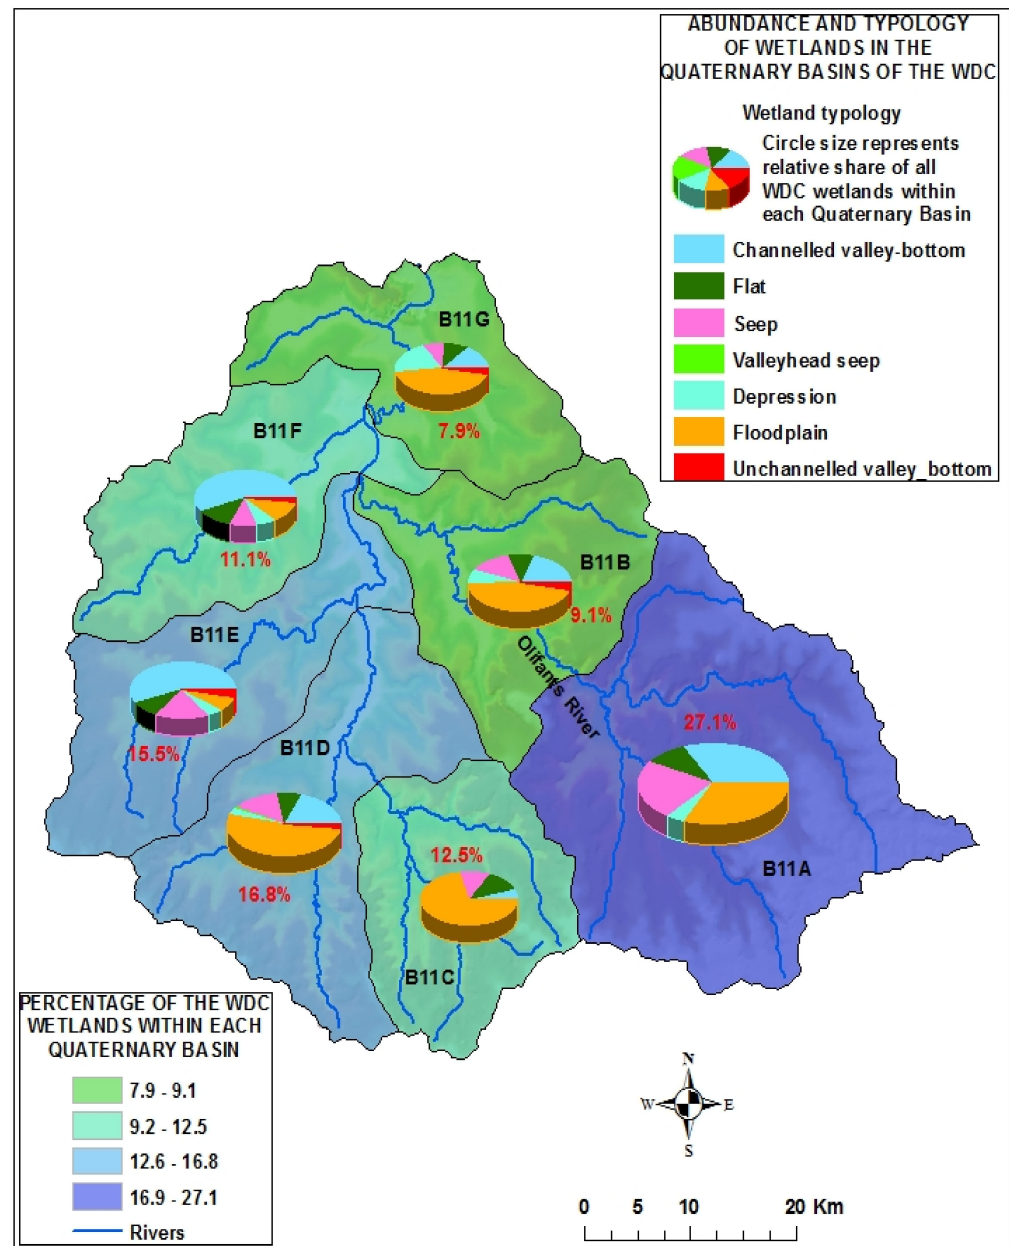 ABUNDANCE AND TYPOLOGY
OF WETLANDS IN THE
QUATERNARY BASINS OF THE WDC
Wetland typology
Circle size represents
relative share of all
WDC wetlands within
each Quaternary Basin
Channelled valley-bottom
Flat
Seep
Valleyhead seep
Depression
Floodplain
Unchannelled valley_bottom
B11G
7.9%
B11F
11.1%
B11B
9.1%
B11E
15.5%
Olifants River
27.1%
B11A
B11D
16.8%
12.5%
B11C
PERCENTAGE OF THE WDC
WETLANDS WITHIN EACH
QUATERNARY BASIN
7.9 - 9.1
9.2 - 12.5
12.6 - 16.8
16.9 - 27.1
Rivers
N
W E
S
0 5 10 20 Km